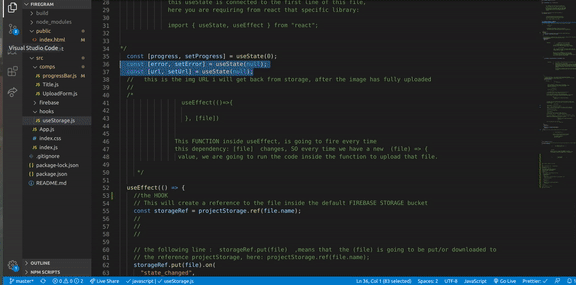 FIREGRAM
build
node_modules
public
index.html M
Visual Studio Code
src
comps
progressBar.js M
Title.js
UploadForm.js
firebase
hooks
useStorage.js
App.js
index.css
index.js
.gitignore
package-lock.json
package.json
README.md
OUTLINE
NPM SCRIPTS
28 this useState is connected to the first line of this file,
29 here you are requiring from react that specific library:
30
31 import { useState, useEffect } from "react";
32
33
34 */
35 const [progress, setProgress] = useState(0);
36 const [error, setError] = useState(null);
37 const [url, setUrl] = useState(null);
38 // this is the img URL i will get back from storage, after the image has fully uploaded
39 //
40 /*
41 useEffect(()=>{
42
43 }, [file])
44
45
46 This FUNCTION inside useEffect, is going to fire every time
47 this dependency: [file] changes, SO every time we have a new (file) => {
48 value, we are going to run the code inside the function to upload that file.
49
50 */
51
52 useEffect(() => {
53 //the HOOK
54 // This will create a reference to the file inside the default FIREBASE STORAGE bucket
55 const storageRef = projectStorage.ref(file.name);
56 //
57 //
58 //
59
60 // the following line : storageRef.put(file) ,means that the (file) is going to be put/or downloaded to
61 // the reference projectStorage, here: projectStorage.ref(file.name);
62 storageRef.put(file).on(
63 "state_changed",
master* 0 0 2 Live Share JavaScript | useStorage.js Ln 36, Col 1 (83 selected) Spaces: 2 UTF-8 LF JavaScript Go Live Prettier: ✓